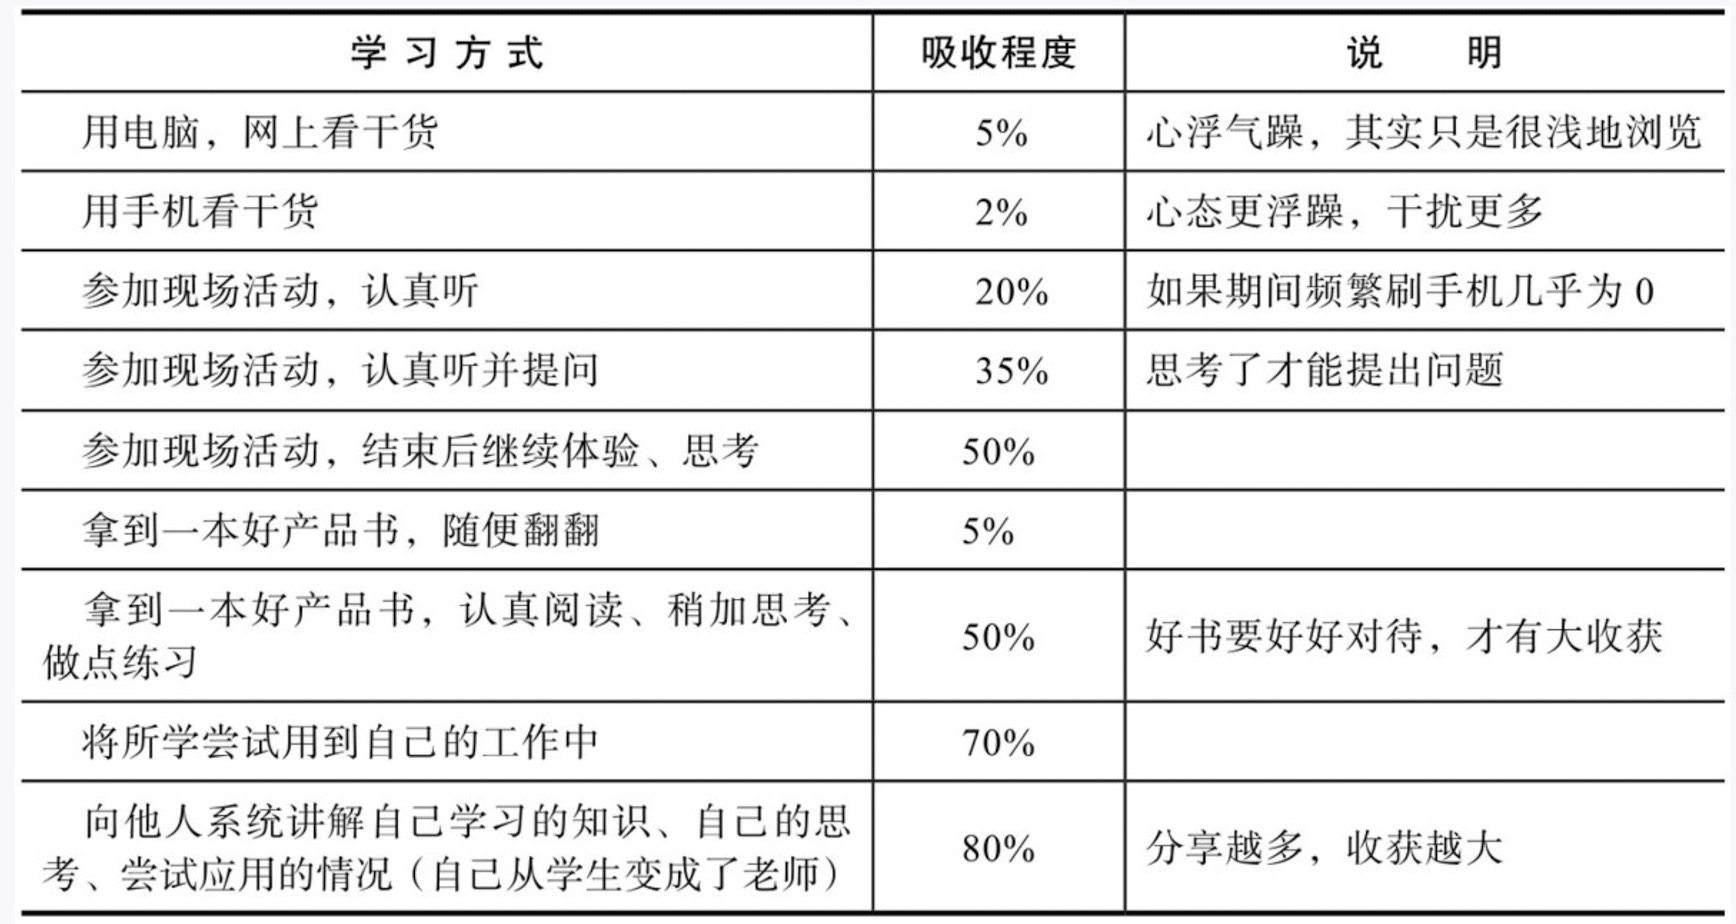 学习方式 吸收程度 说明
用电脑，网上看干货 5% 心浮气躁，其实只是很浅地浏览
用手机看干货 2% 心态更浮躁，干扰更多
参加现场活动，认真听 20% 如果期间频繁刷手机几乎为 0
参加现场活动，认真听并提问 35% 思考了才能提出问题
参加现场活动，结束后继续体验、思考 50%
拿到一本好产品书，随便翻翻 5%
拿到一本好产品书，认真阅读、稍加思考、
做点练习 50% 好书要好好对待，才有大收获
将所学尝试用到自己的工作中 70%
向他人系统讲解自己学习的知识、自己的思
考、尝试应用的情况（自己从学生变成了老师） 80% 分享越多，收获越大